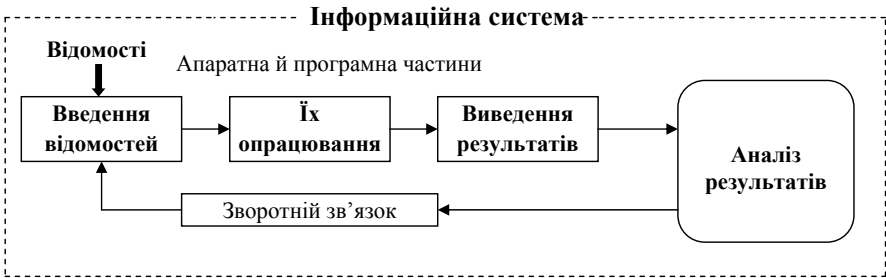 Інформаційна система
Відомості
Апаратна й програмна частини
Введення
відомостей
Їх
опрацювання
Виведення
результатів
Аналіз
результатів
Зворотній зв’язок